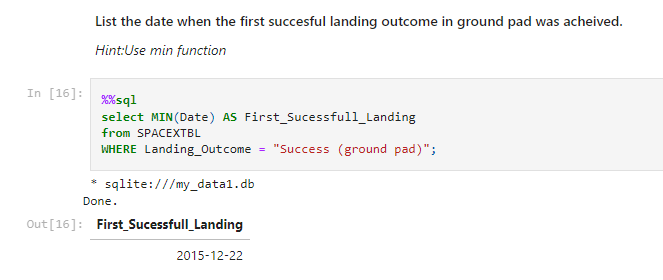 List the date when the first succesful landing outcome in ground pad was acheived.
Hint:Use min function
In [16]:
%%sql
select MIN(Date) AS First_Sucessfull_Landing
from SPACEXTBL
WHERE Landing_Outcome = "Success (ground pad)";
* sqlite:///my_data1.db
Done.
Out[16]: First_Sucessfull_Landing
2015-12-22